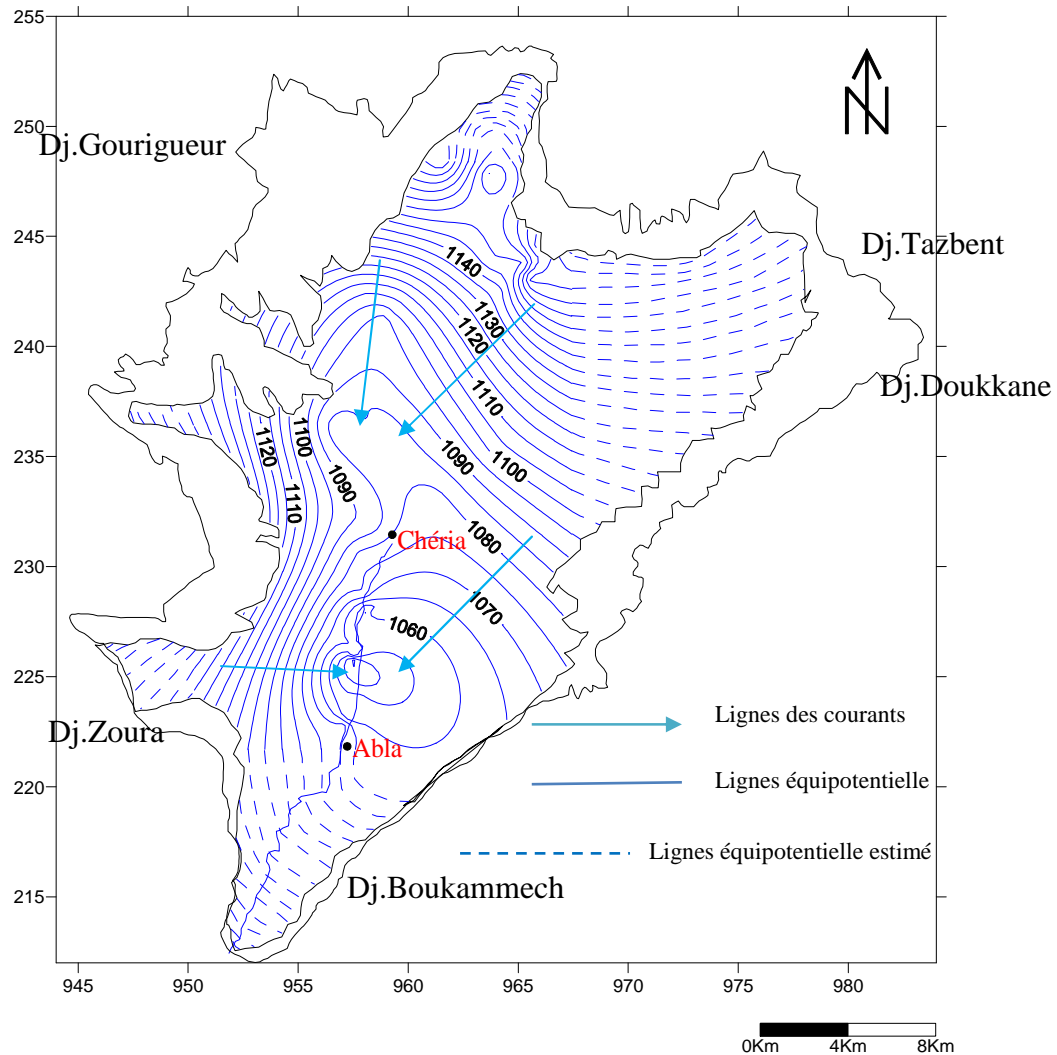 255
250
245
240
235
230
225
220
215
N
Dj.Gourigueur
Dj.Tazbent
Dj.Doukkane
1140
1130
1120
1110
1100
1090
1120
1110
1100
1090
1080
1070
1060
Chéria
Abla
Dj.Zoura
Dj.Boukammech
Lignes des courants
Lignes équipotentielle
Lignes équipotentielle estimé
945 950 955 960 965 970 975 980
0Km 4Km 8Km